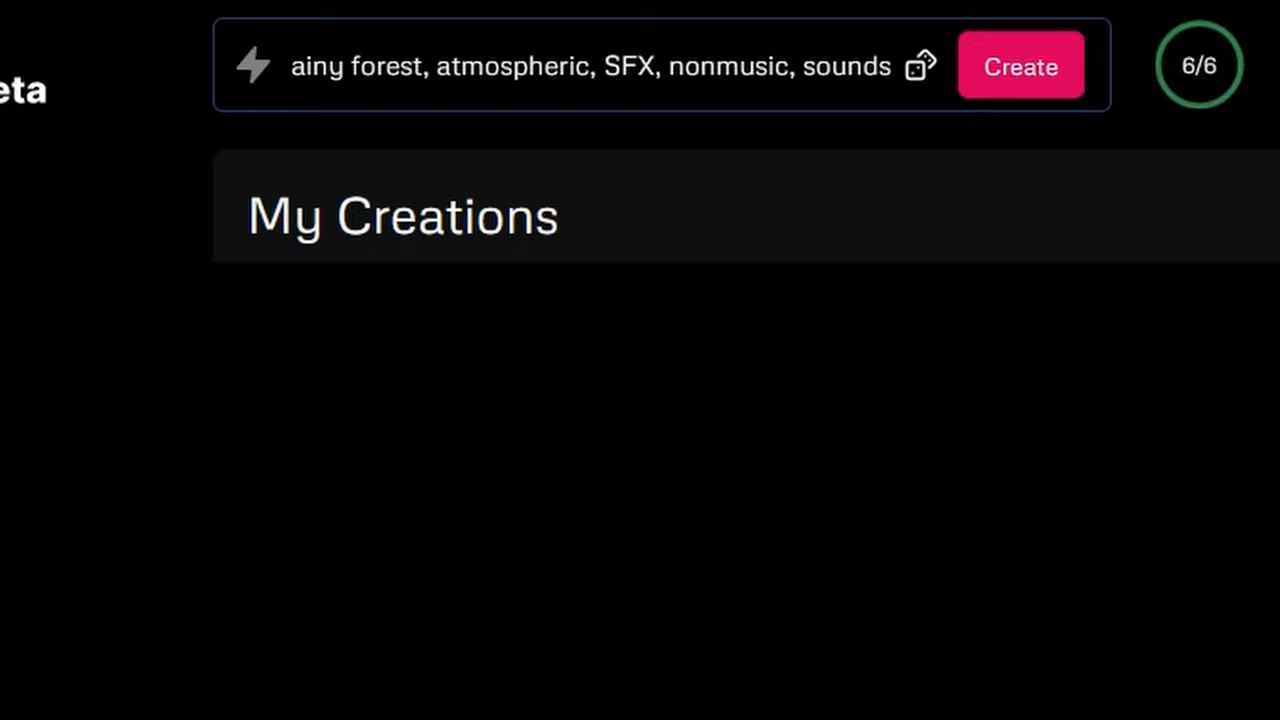 ainy forest, atmospheric, SFX, nonmusic, sounds Create 6/6
eta
My Creations